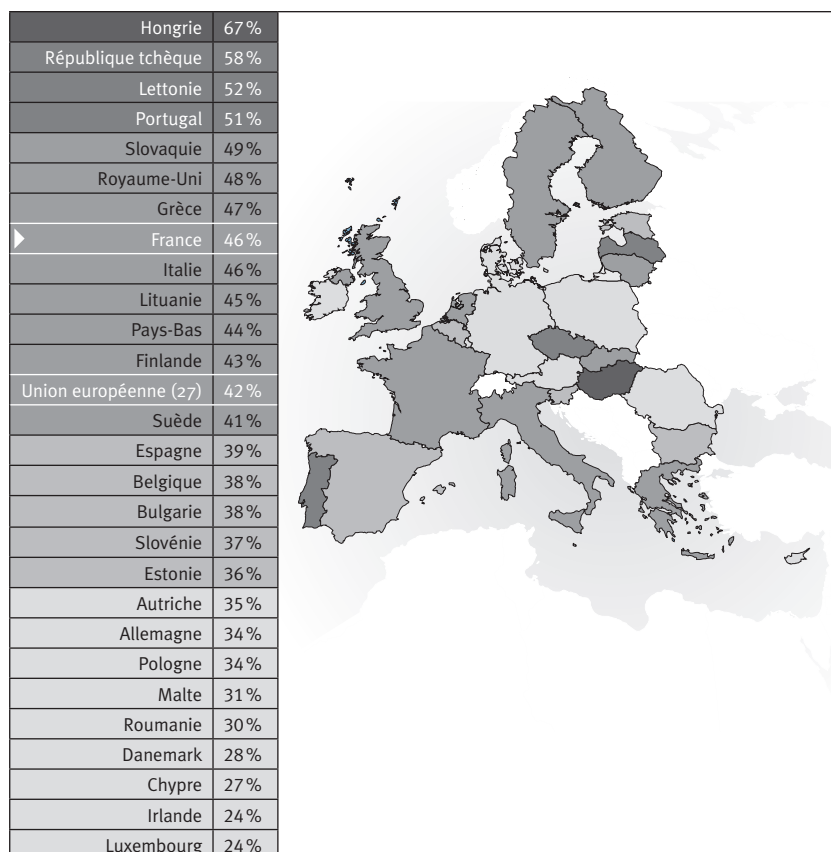 Hongrie 67%
République tchèque 58%
Lettonie 52%
Portugal 51%
Slovaquie 49%
Royaume-Uni 48%
Grèce 47%
France 46%
Italie 46%
Lituanie 45%
Pays-Bas 44%
Finlande 43%
Union européenne (27) 42%
Suède 41%
Espagne 39%
Belgique 38%
Bulgarie 38%
Slovénie 37%
Estonie 36%
Autriche 35%
Allemagne 34%
Pologne 34%
Malte 31%
Roumanie 30%
Danemark 28%
Chypre 27%
Irlande 24%
Luxembourg 24%